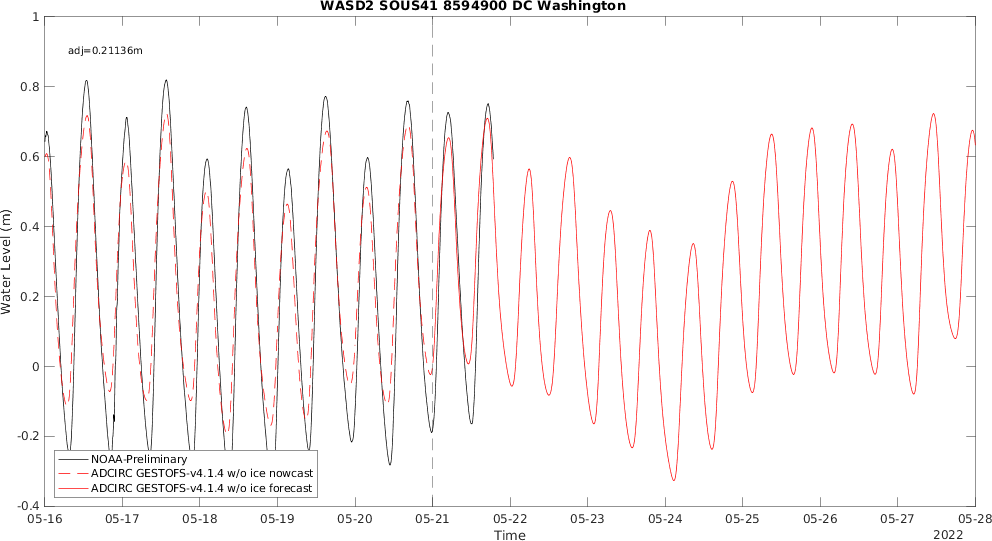 WASD2 SOUS41 8594900 DC Washington
adj=0.21136m
Water Level (m)
1
0.8
0.6
0.4
0.2
0
-0.2
-0.4
NOAA-Preliminary
ADCIRC GESTOFS-v4.1.4 w/o ice nowcast
ADCIRC GESTOFS-v4.1.4 w/o ice forecast
05-16 05-17 05-18 05-19 05-20 05-21 05-22 05-23 05-24 05-25 05-26 05-27 05-28
Time
2022